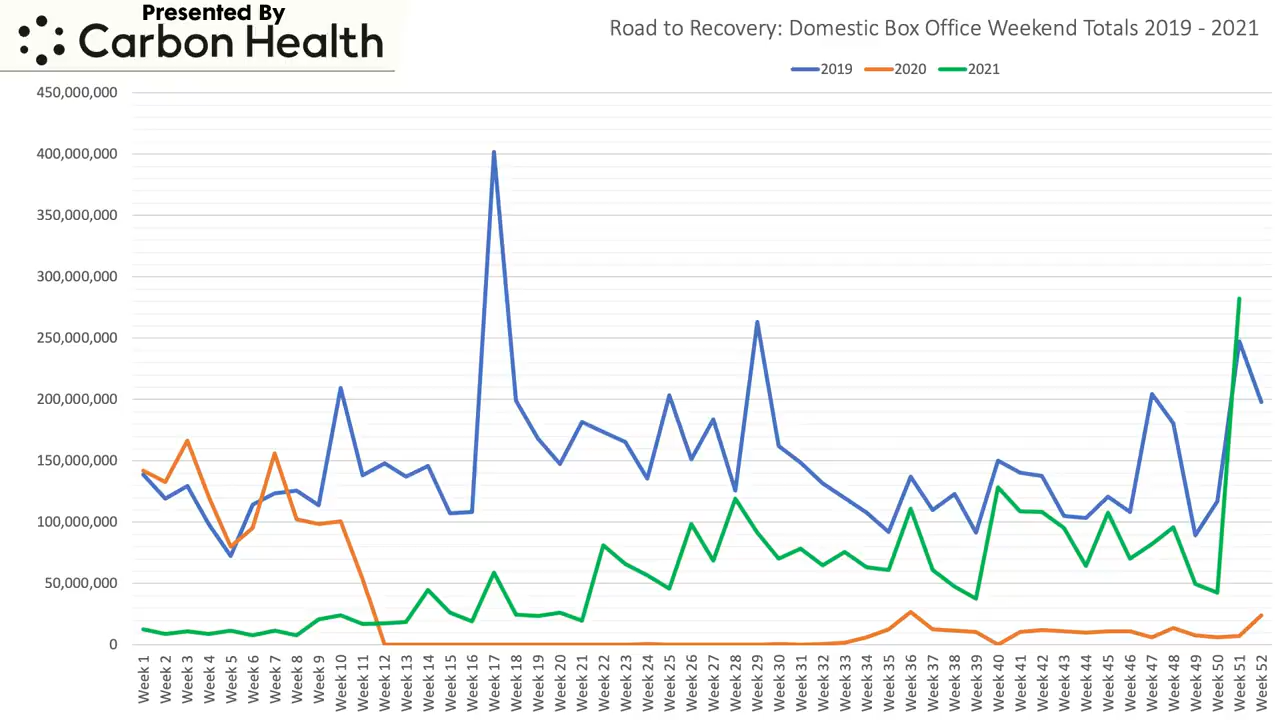 Presented By
Carbon Health
Road to Recovery: Domestic Box Office Weekend Totals 2019 - 2021
2019 2020 2021
450,000,000
400,000,000
350,000,000
300,000,000
250,000,000
200,000,000
150,000,000
100,000,000
50,000,000
0
Week 1
Week 2
Week 3
Week 4
Week 5
Week 6
Week 7
Week 8
Week 9
Week 10
Week 11
Week 12
Week 13
Week 14
Week 15
Week 16
Week 17
Week 18
Week 19
Week 20
Week 21
Week 22
Week 23
Week 24
Week 25
Week 26
Week 27
Week 28
Week 29
Week 30
Week 31
Week 32
Week 33
Week 34
Week 35
Week 36
Week 37
Week 38
Week 39
Week 40
Week 41
Week 42
Week 43
Week 44
Week 45
Week 46
Week 47
Week 48
Week 49
Week 50
Week 51
Week 52